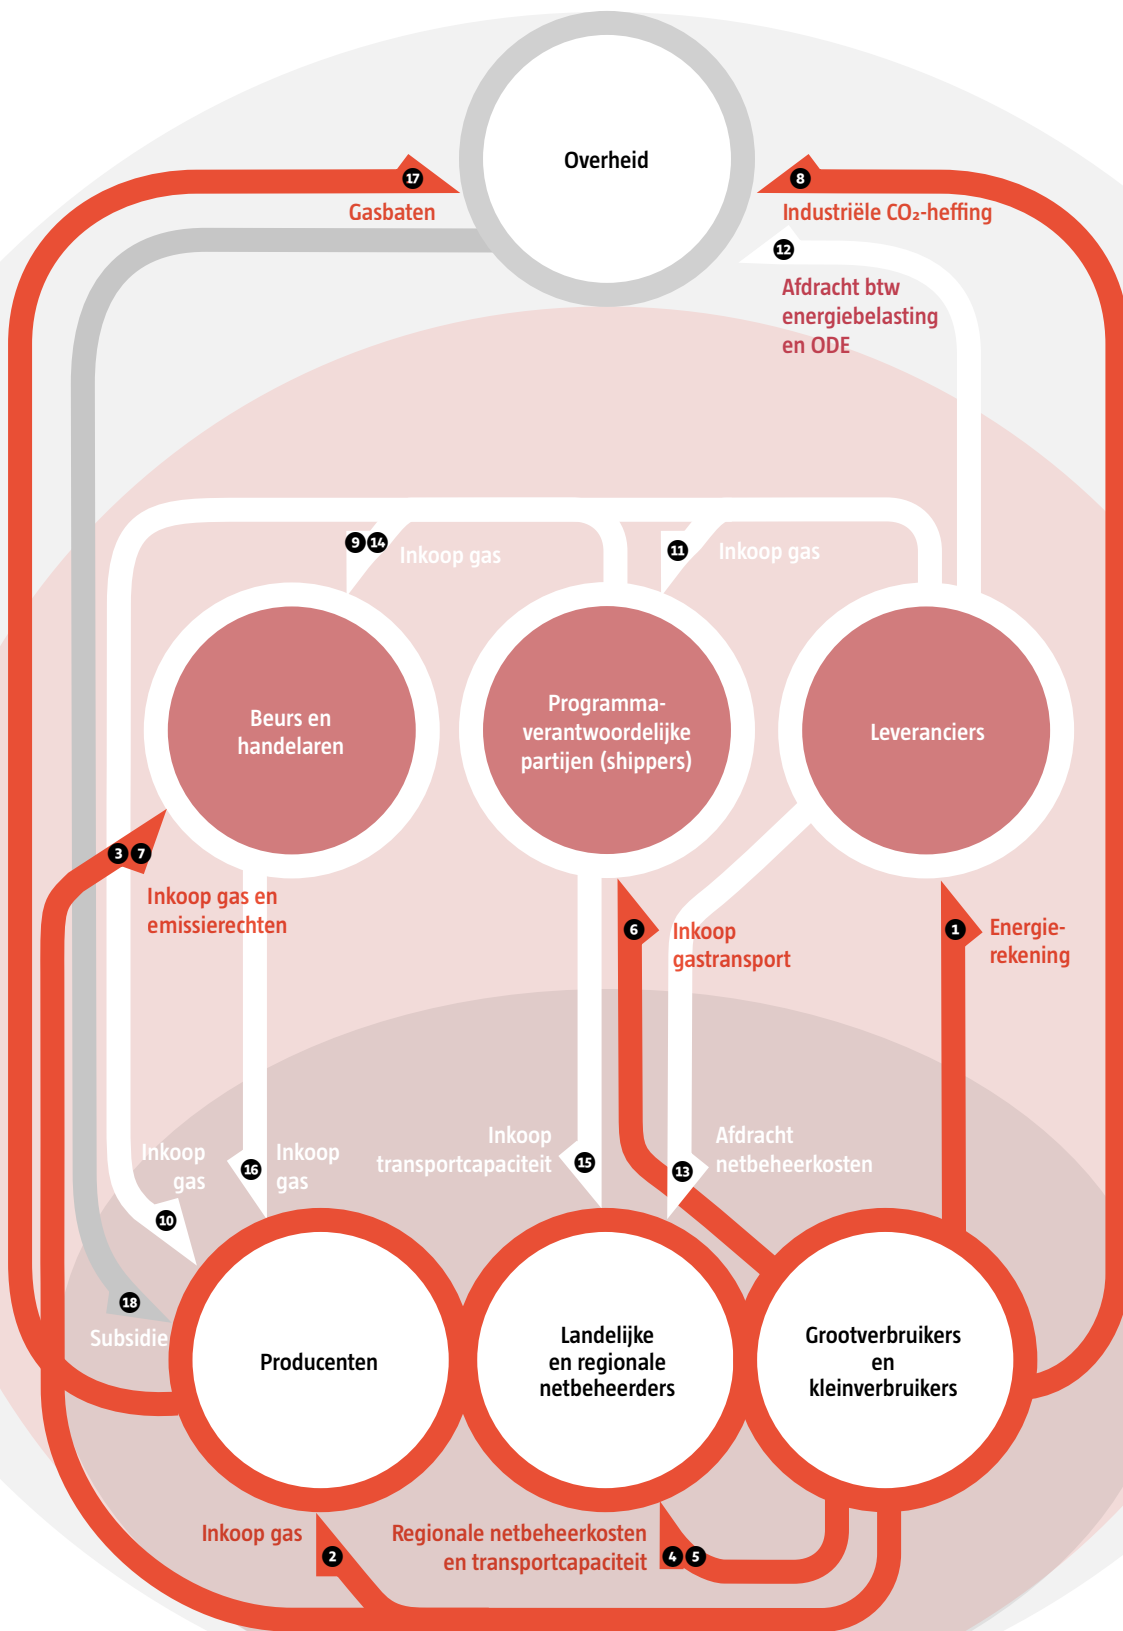 Overheid
17
Gasbaten
8
Industriële CO₂-heffing
12
Afdracht btw
energiebelasting
en ODE
9 14
Inkoop gas
11
Inkoop gas
Beurs en
handelaren
Programma-
verantwoordelijke
partijen (shippers)
Leveranciers
3 7
Inkoop gas en
emissierechten
6
Inkoop
gastransport
1
Energie-
rekening
Inkoop
gas
10
16
Inkoop
gas
Inkoop
transportcapaciteit
15
13
Afdracht
netbeheerkosten
18
Subsidie
Producenten
Landelijke
en regionale
netbeheerders
Grootverbruikers
en
kleinverbruikers
Inkoop gas
2
Regionale netbeheerkosten
en transportcapaciteit
4 5